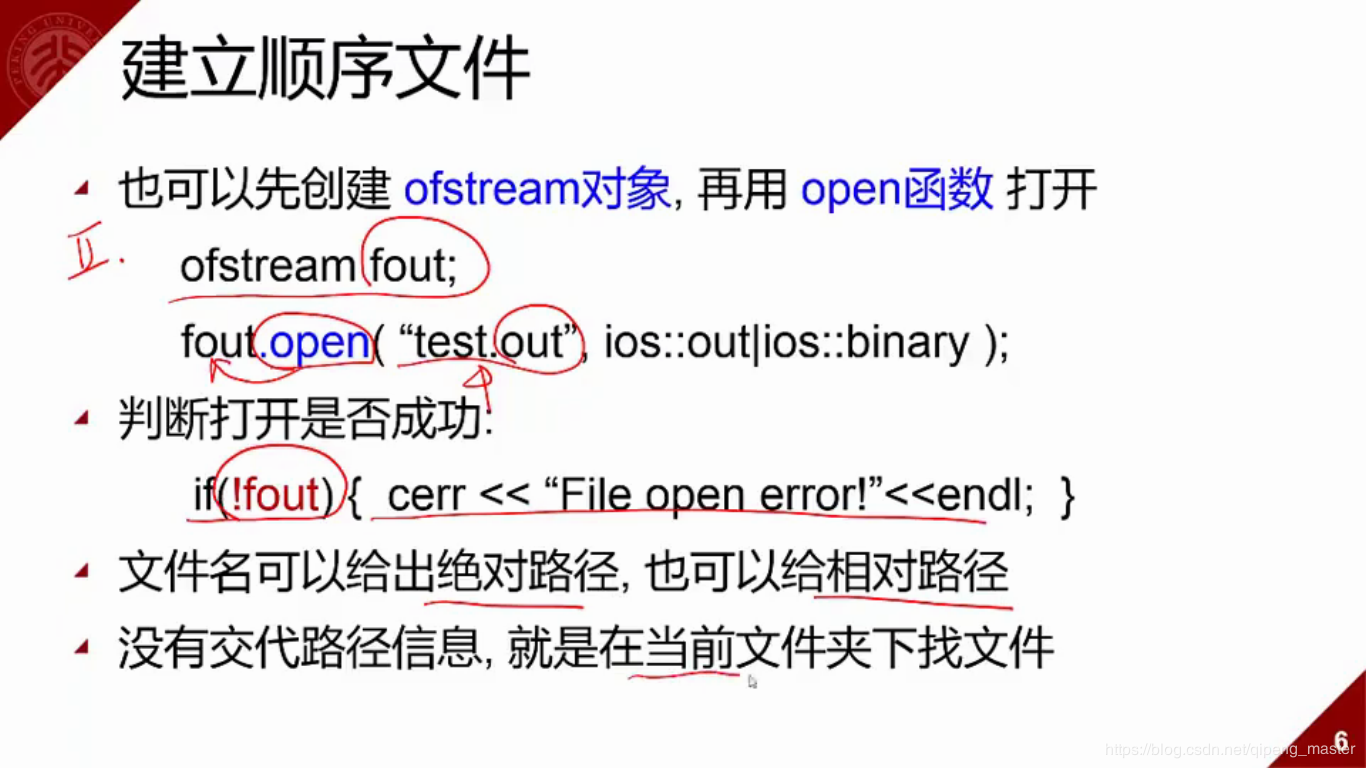 建立顺序文件
也可以先创建 ofstream对象, 再用 open函数 打开
II.
ofstream fout;
fout.open( “test.out”, ios::out|ios::binary );
判断打开是否成功:
if(!fout) { cerr << “File open error!”<<endl; }
文件名可以给出绝对路径, 也可以给相对路径
没有交代路径信息, 就是在当前文件夹下找文件
6
https://blog.csdn.net/qipang_master